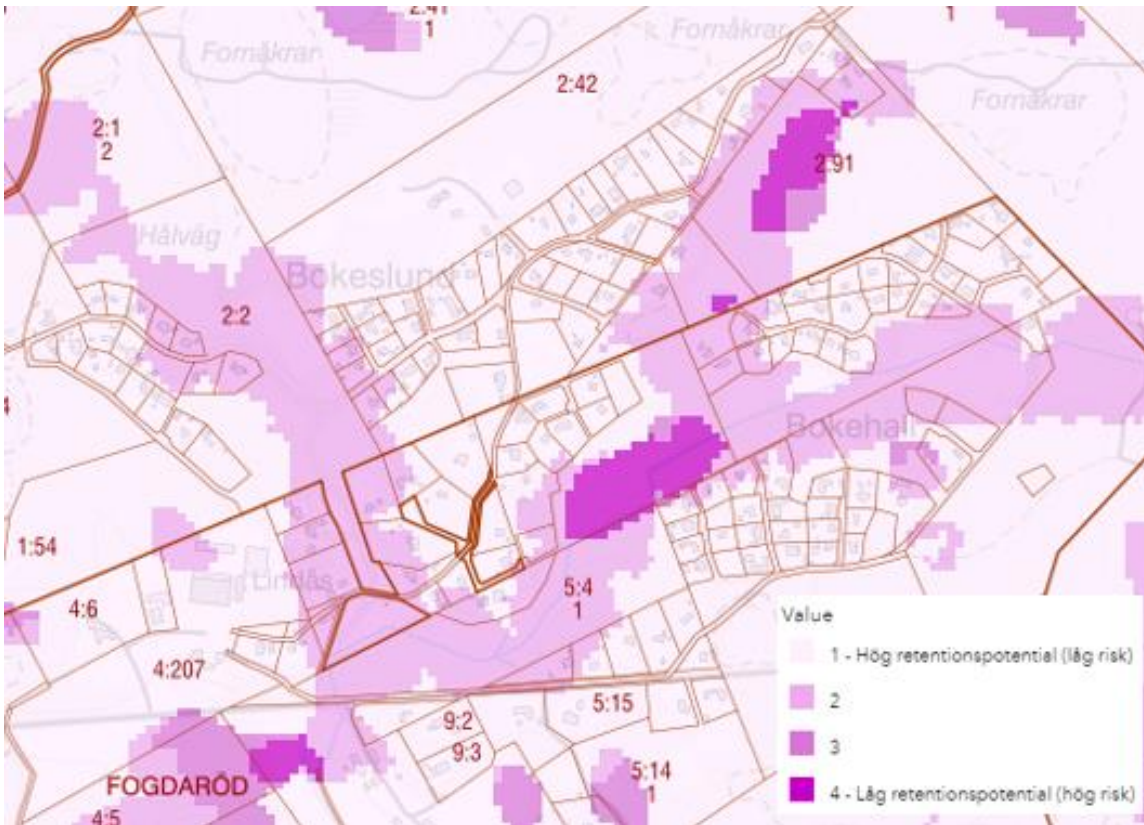 2:41
1
1
Fornåkrar
Fornåkrar
2:42
Fornåkrar
2:1
2
2:91
Hålväg
Bokeslund
2:2
Bokehall
1:54
Lindås
5:4
1
4:6
4:207
5:15
9:2
9:3
5:14
1
FOGDARÖD
4:5
Value
1 - Hög retentionspotential (låg risk)
2
3
4 - Låg retentionspotential (hög risk)